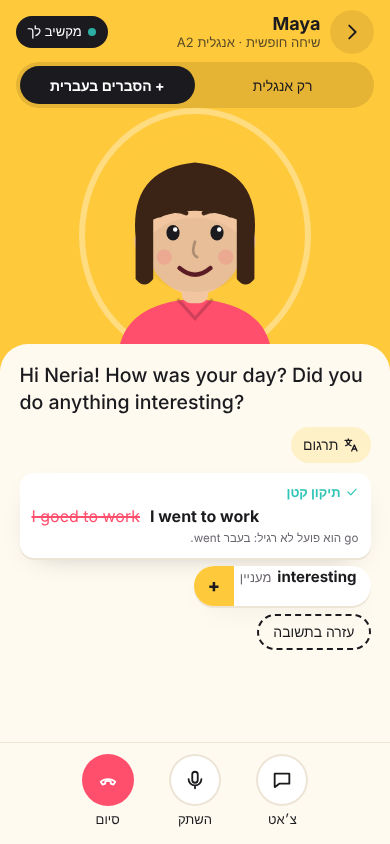 Maya
שיחה חופשית · אנגלית A2
מקשיב לך
רק אנגלית
+ הסברים בעברית
Hi Neria! How was your day? Did you
do anything interesting?
תרגום
תיקון קטן
I goed to work I went to work
go הוא פועל לא רגיל: בעבר went.
interesting מעניין
+
עזרה בתשובה
צ׳אט
השתק
סיום